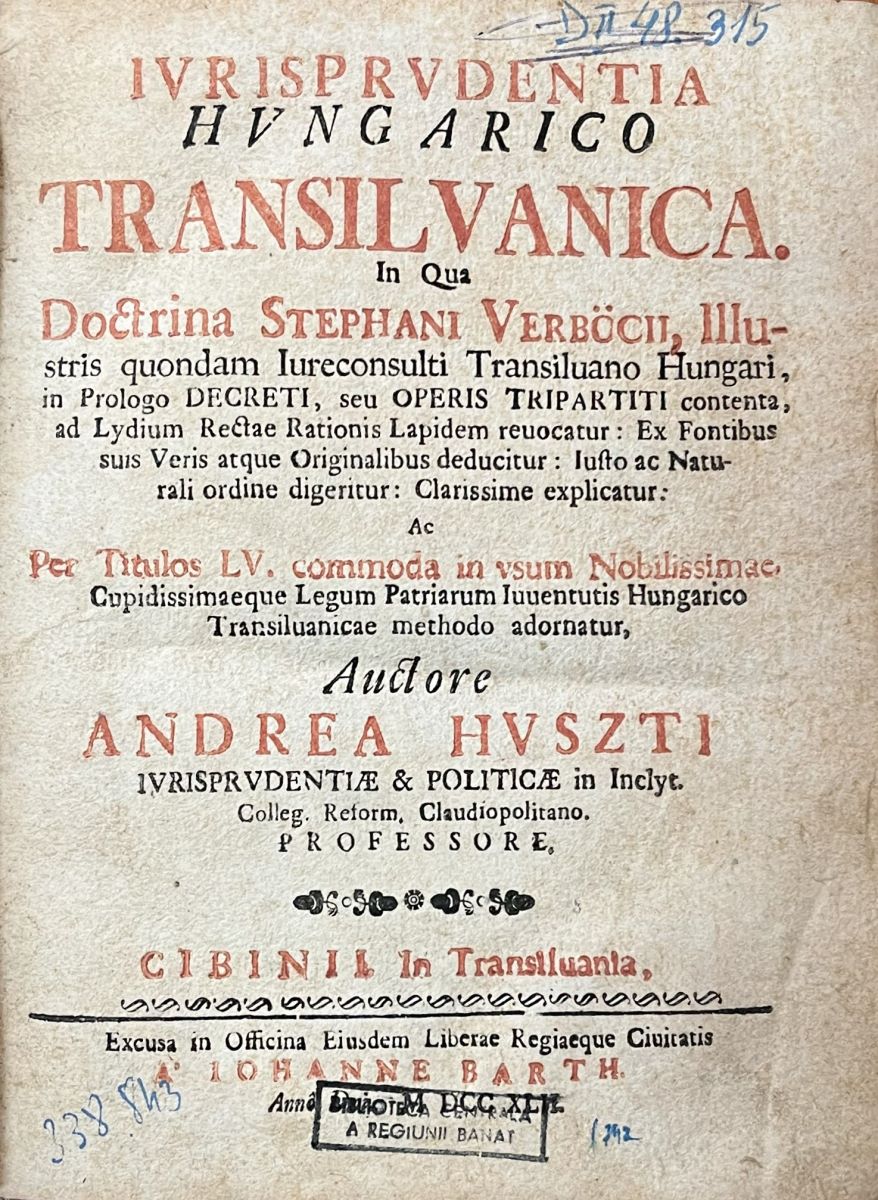 D II 48. 315
IVRISPRVDENTIA
HVNGARICO
TRANSILVANICA.
In Qua
Doctrina STEPHANI VERBÖCII, Illu-
stris quondam Iureconsulti Transiluano Hungari,
in Prologo DECRETI, seu OPERIS TRIPARTITI contenta,
ad Lydium Rectae Rationis Lapidem reuocatur: Ex Fontibus
suis Veris atque Originalibus deducitur: Iusto ac Natu-
rali ordine digeritur: Clarissime explicatur:
Ac
Per Titulos LV. commoda in vsum Nobilissimae,
Cupidissimaeque Legum Patriarum Iuuentutis Hungarico
Transiluanicae methodo adornatur,
Auctore
ANDREA HVSZTI
IVRISPRVDENTIÆ & POLITICÆ in Inclyt.
Colleg. Reform. Claudiopolitano.
PROFESSORE.
CIBINII. In Transiluania,
Excusa in Officina Eiusdem Liberae Regiaeque Ciuitatis
A' IOHANNE BARTH.
Annô M DCC XLII.
BIBLIOTECA CENTRALA
A REGIUNII BANAT
338 843
1742